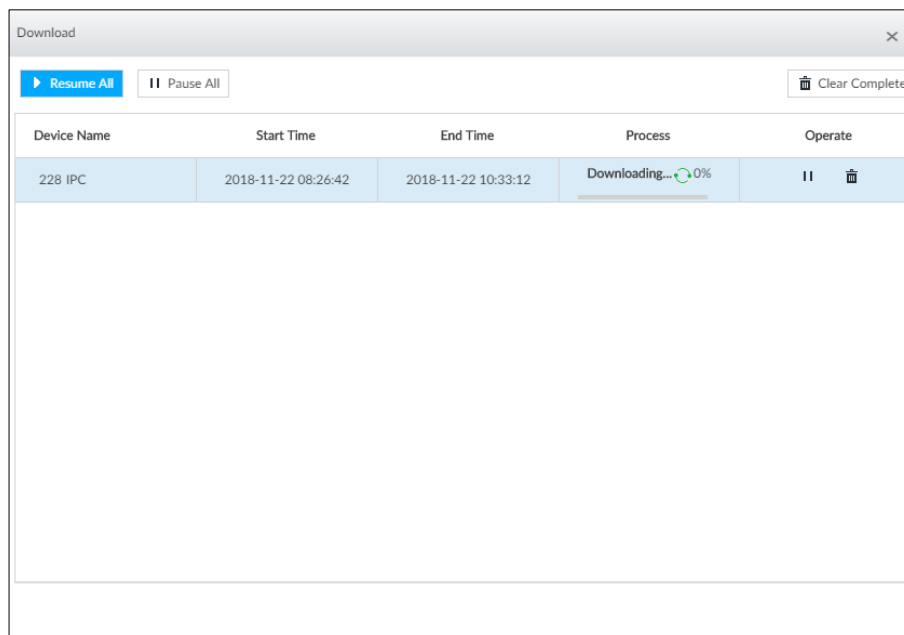 Download
Resume All Pause All Clear Complete
Device Name Start Time End Time Process Operate
228 IPC 2018-11-22 08:26:42 2018-11-22 10:33:12 Downloading... 0%